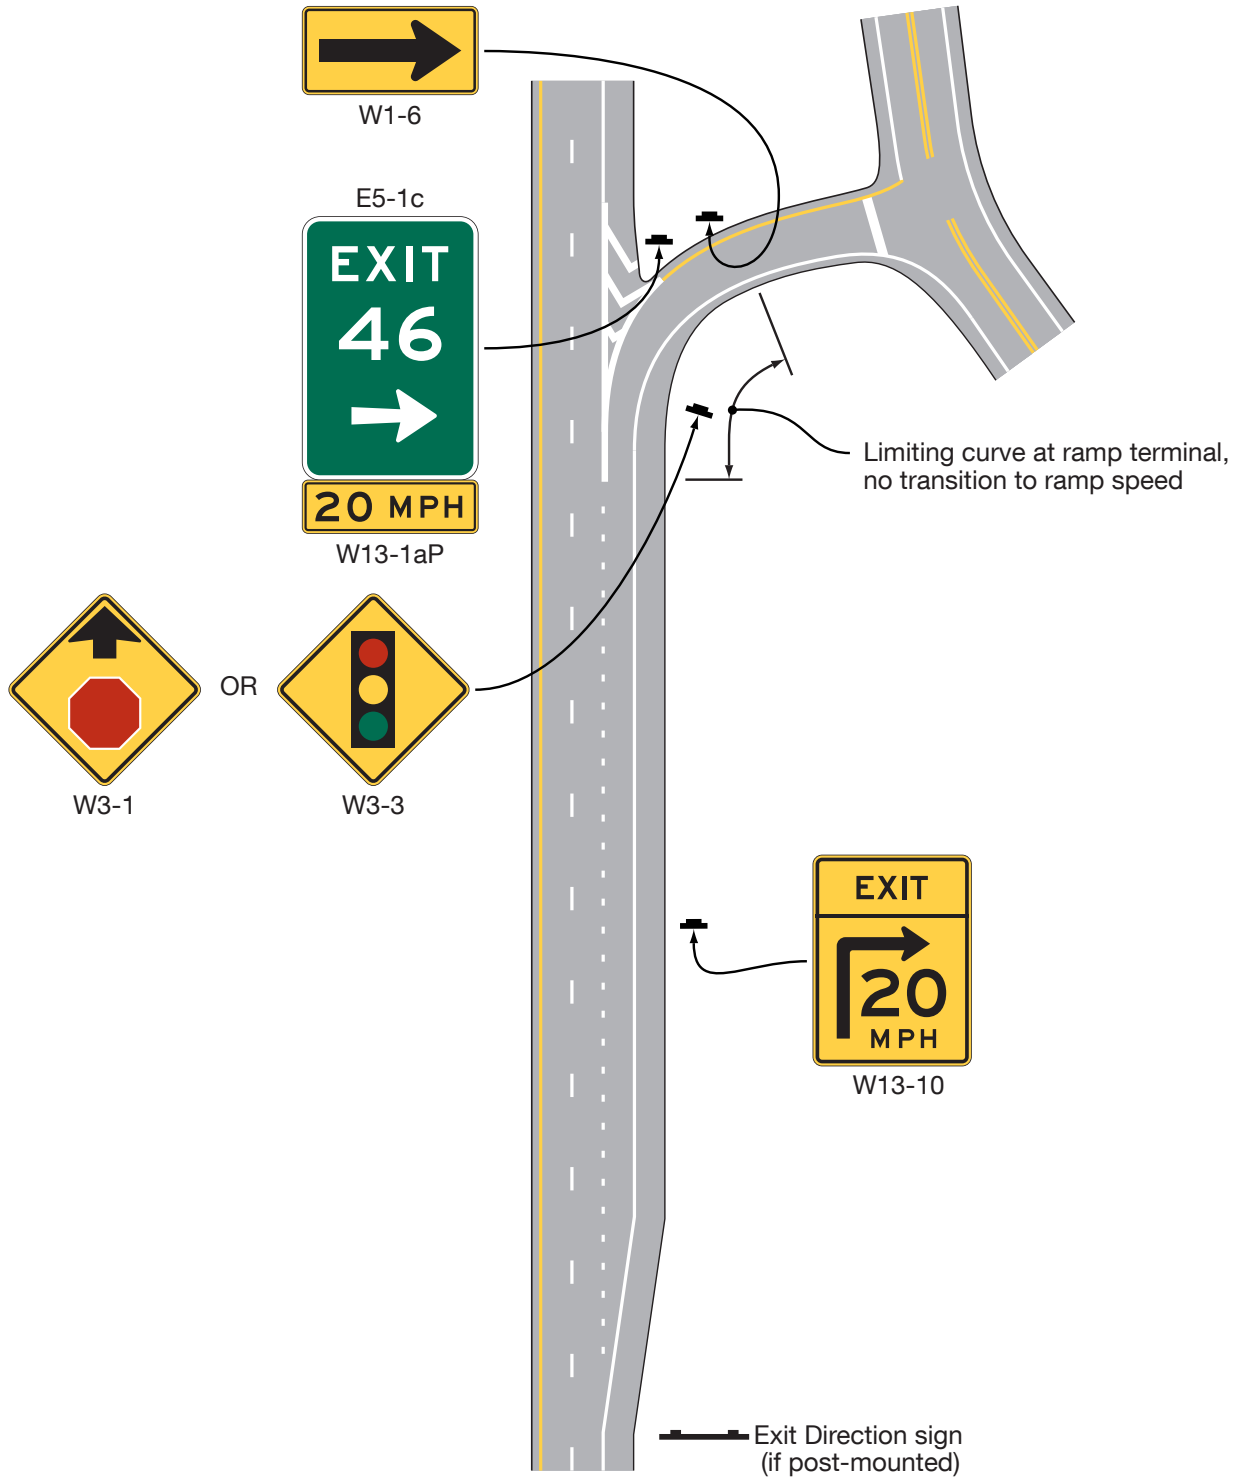 W1-6
E5-1c
EXIT
46
20 MPH
W13-1aP
Limiting curve at ramp terminal,
no transition to ramp speed
OR
W3-1
W3-3
EXIT
20
MPH
W13-10
Exit Direction sign
(if post-mounted)